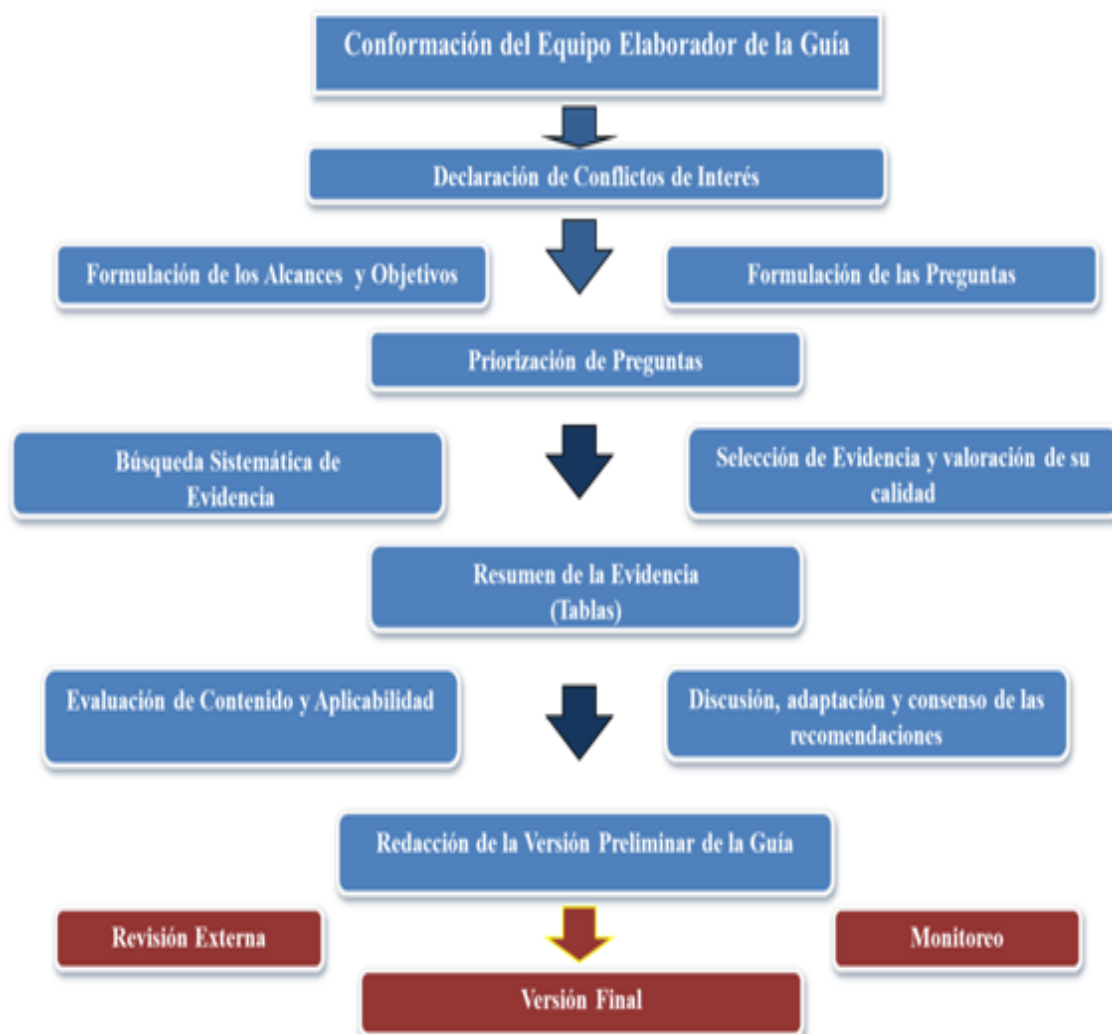 Conformación del Equipo Elaborador de la Guía
Declaración de Conflictos de Interés
Formulación de los Alcances y Objetivos
Formulación de las Preguntas
Priorización de Preguntas
Búsqueda Sistemática de
Evidencia
Selección de Evidencia y valoración de su
calidad
Resumen de la Evidencia
(Tablas)
Evaluación de Contenido y Aplicabilidad
Discusión, adaptación y consenso de las
recomendaciones
Redacción de la Versión Preliminar de la Guía
Revisión Externa
Monitoreo
Versión Final